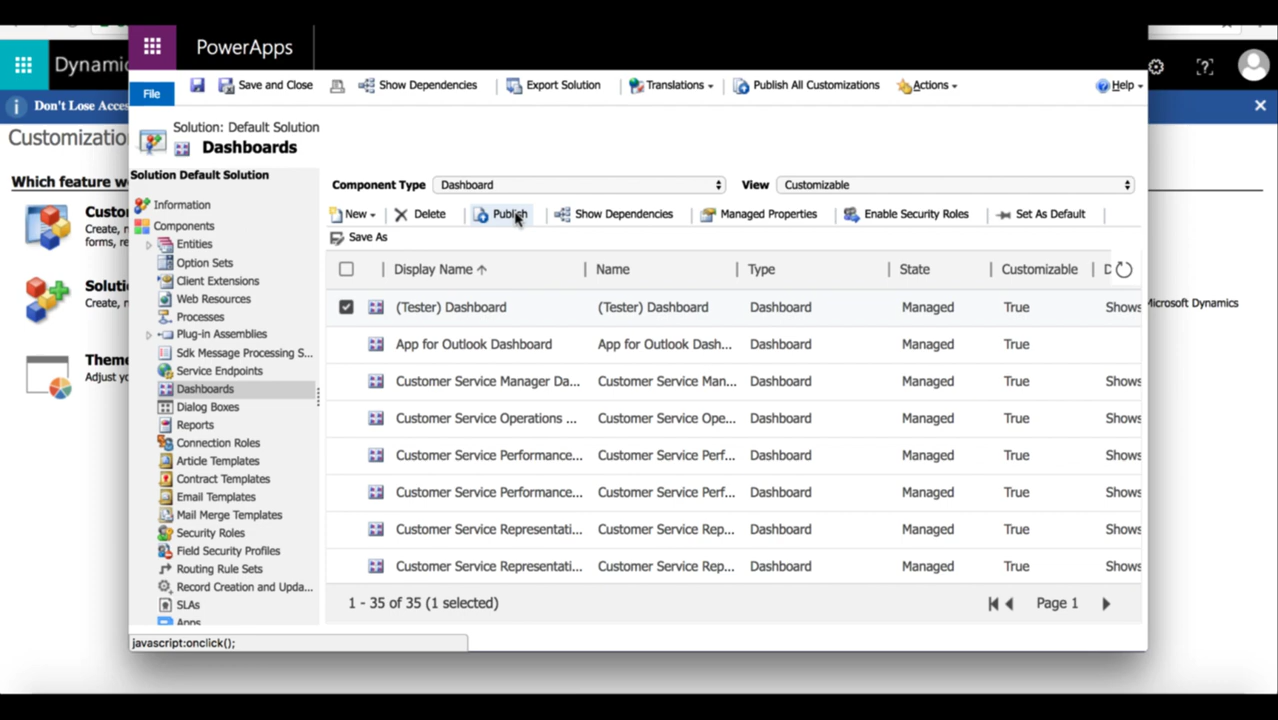 PowerApps
Dynamic
Don't Lose Acces
Customizatio
Which feature w
Custo
Create,
forms, re
Soluti
Create,
Theme
Adjust yo
Microsoft Dynamics
File
Save and Close
Show Dependencies
Export Solution
Translations
Publish All Customizations
Actions
Help
Solution: Default Solution
Dashboards
Solution Default Solution
Information
Components
Entities
Option Sets
Client Extensions
Web Resources
Processes
Plug-in Assemblies
Sdk Message Processing S...
Service Endpoints
Dashboards
Dialog Boxes
Reports
Connection Roles
Article Templates
Contract Templates
Email Templates
Mail Merge Templates
Security Roles
Field Security Profiles
Routing Rule Sets
Record Creation and Upda...
SLAs
Apps
Component Type Dashboard View Customizable
New Delete Publish Show Dependencies Managed Properties Enable Security Roles Set As Default
Save As
Display Name Name Type State Customizable D
(Tester) Dashboard (Tester) Dashboard Dashboard Managed True Shows
App for Outlook Dashboard App for Outlook Dash... Dashboard Managed True
Customer Service Manager Da... Customer Service Man... Dashboard Managed True Shows
Customer Service Operations ... Customer Service Ope... Dashboard Managed True Shows
Customer Service Performance... Customer Service Perf... Dashboard Managed True Shows
Customer Service Performance... Customer Service Perf... Dashboard Managed True Shows
Customer Service Representati... Customer Service Rep... Dashboard Managed True Shows
Customer Service Representati... Customer Service Rep... Dashboard Managed True Shows
1 - 35 of 35 (1 selected) Page 1
javascript:onclick();